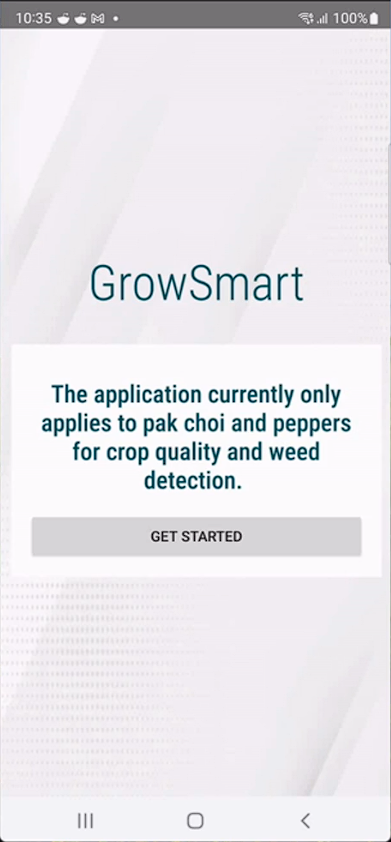 10:35
100%
GrowSmart
The application currently only
applies to pak choi and peppers
for crop quality and weed
detection.
GET STARTED